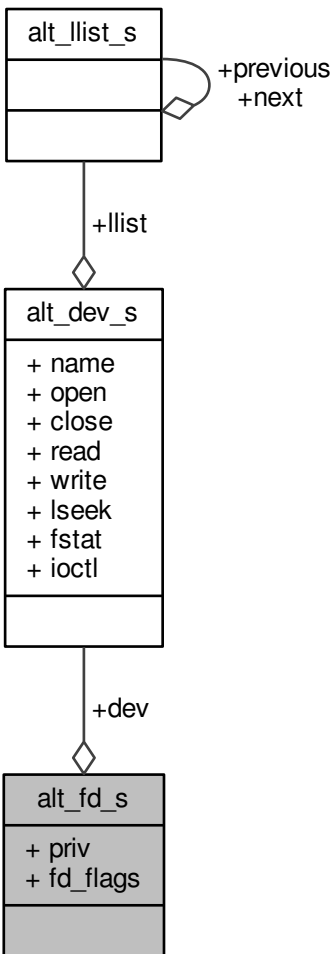 alt_llist_s
+previous
+next
+llist
alt_dev_s
+ name
+ open
+ close
+ read
+ write
+ lseek
+ fstat
+ ioctl
+dev
alt_fd_s
+ priv
+ fd_flags